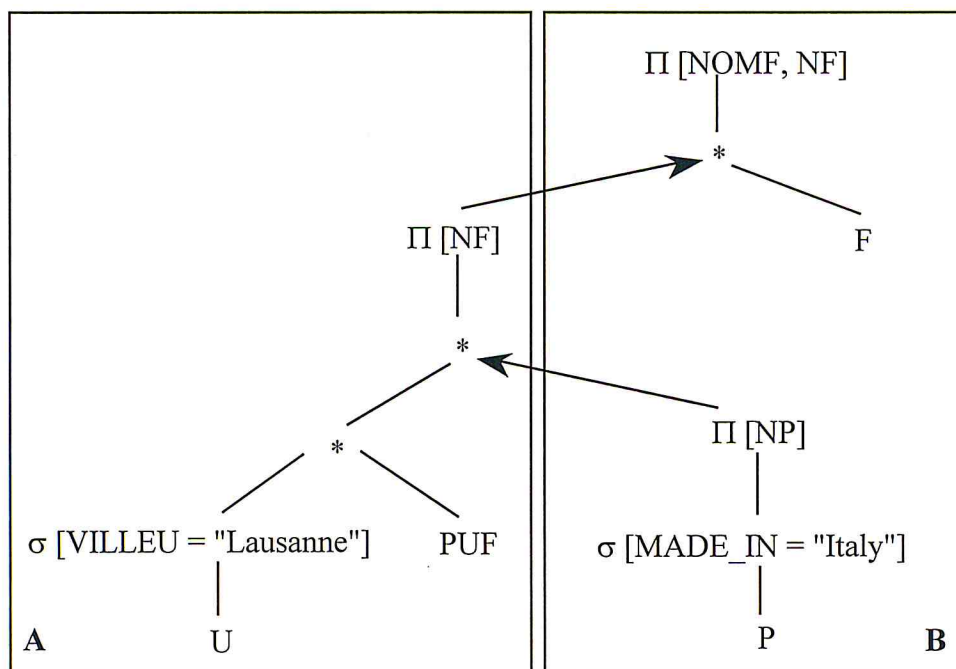 Π [NOMF, NF]
*
F
Π [NF]
*
Π [NP]
*
σ [VILLEU = "Lausanne"]
PUF
σ [MADE_IN = "Italy"]
A
U
P
B